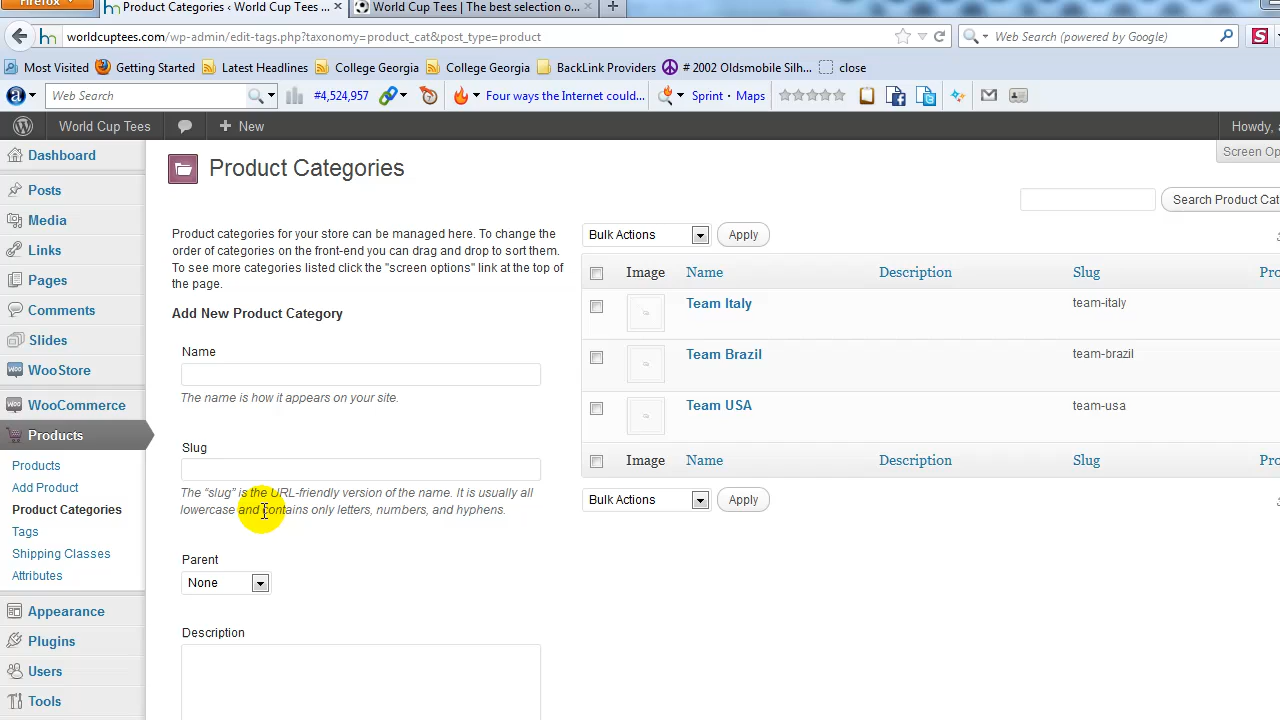 Firefox
Product Categories ‹ World Cup Tees ... ×
World Cup Tees | The best selection o... ×
worldcuptees.com/wp-admin/edit-tags.php?taxonomy=product_cat&post_type=product
Web Search (powered by Google)
Most Visited Getting Started Latest Headlines College Georgia College Georgia BackLink Providers # 2002 Oldsmobile Silh... close
Web Search #4,524,957 Four ways the Internet could... Sprint · Maps
World Cup Tees + New
Howdy, a
Screen Op
Dashboard
Posts
Media
Links
Pages
Comments
Slides
WooStore
WooCommerce
Products
Products
Add Product
Product Categories
Tags
Shipping Classes
Attributes
Appearance
Plugins
Users
Tools
Product Categories
Search Product Cat
Product categories for your store can be managed here. To change the
order of categories on the front-end you can drag and drop to sort them.
To see more categories listed click the "screen options" link at the top of
the page.
Add New Product Category
Name
The name is how it appears on your site.
Slug
The "slug" is the URL-friendly version of the name. It is usually all
lowercase and contains only letters, numbers, and hyphens.
Parent
None
Description
Bulk Actions Apply
Image Name Description Slug Pro
Team Italy team-italy
Team Brazil team-brazil
Team USA team-usa
Image Name Description Slug Pro
Bulk Actions Apply